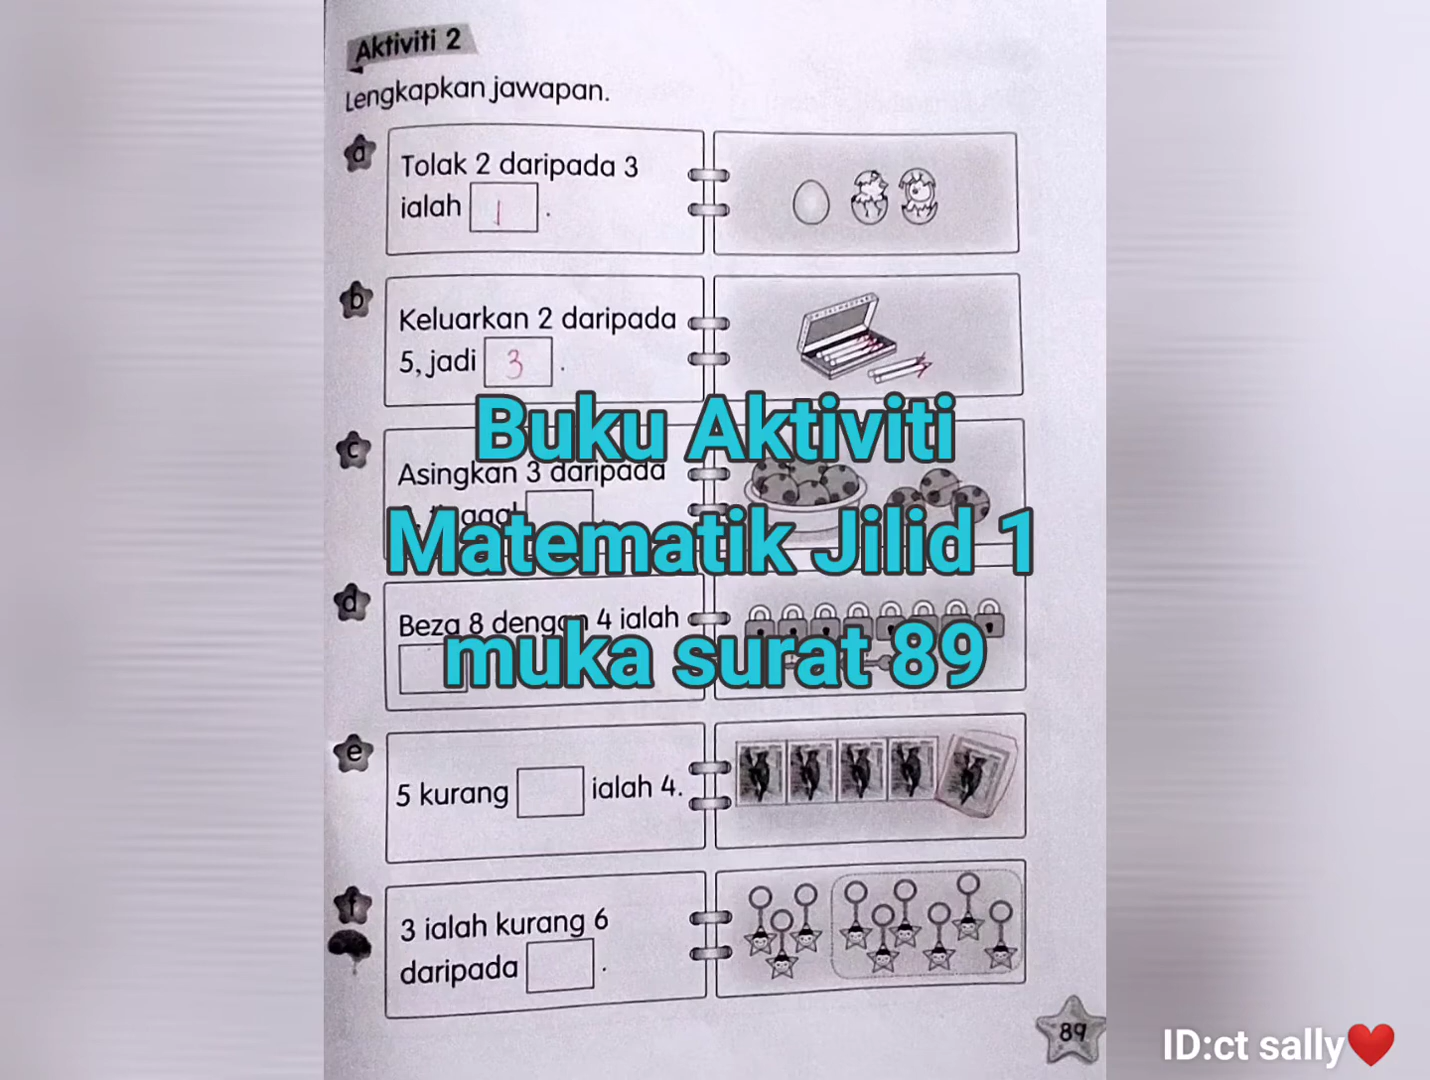 Aktiviti 2
Lengkapkan jawapan.
a
Tolak 2 daripada 3
ialah 1 .
b
Keluarkan 2 daripada
5, jadi 3 .
c
Asingkan 3 daripada
d
Beza 8 dengan 4 ialah
e
5 kurang ialah 4.
f
3 ialah kurang 6
daripada .
Buku Aktiviti
Matematik Jilid 1
muka surat 89
89
ID:ct sally